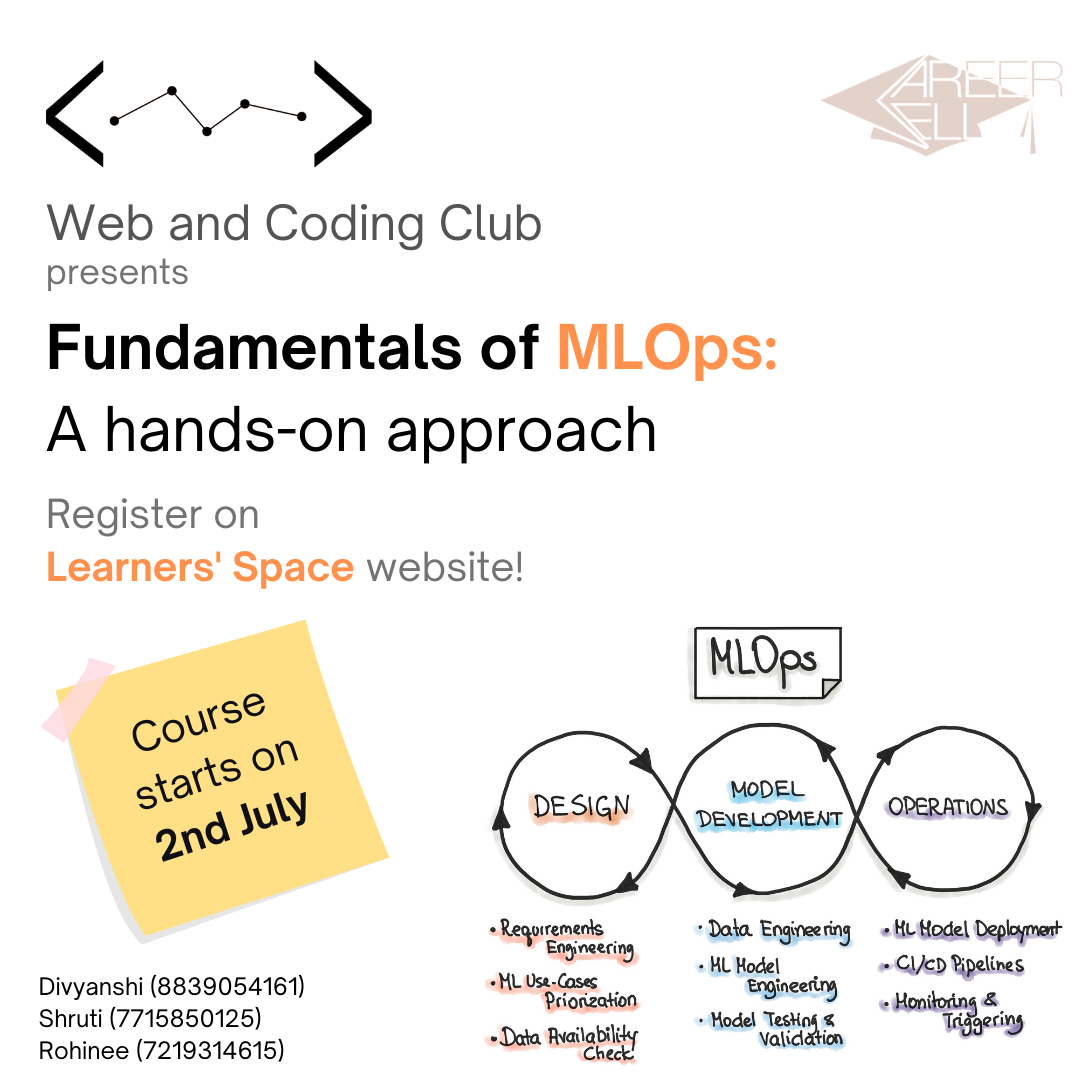 CAREER
CELL
Web and Coding Club
presents
Fundamentals of MLOps:
A hands-on approach
Register on
Learners' Space website!
Course
starts on
2nd July
MLOps
DESIGN
MODEL
DEVELOPMENT
OPERATIONS
• Requirements
Engineering
• ML Use-Cases
Priorization
• Data Availability
Check
• Data Engineering
• ML Model
Engineering
• Model Testing &
Validation
• ML Model Deployment
• CI/CD Pipelines
• Monitoring &
Triggering
Divyanshi (8839054161)
Shruti (7715850125)
Rohinee (7219314615)